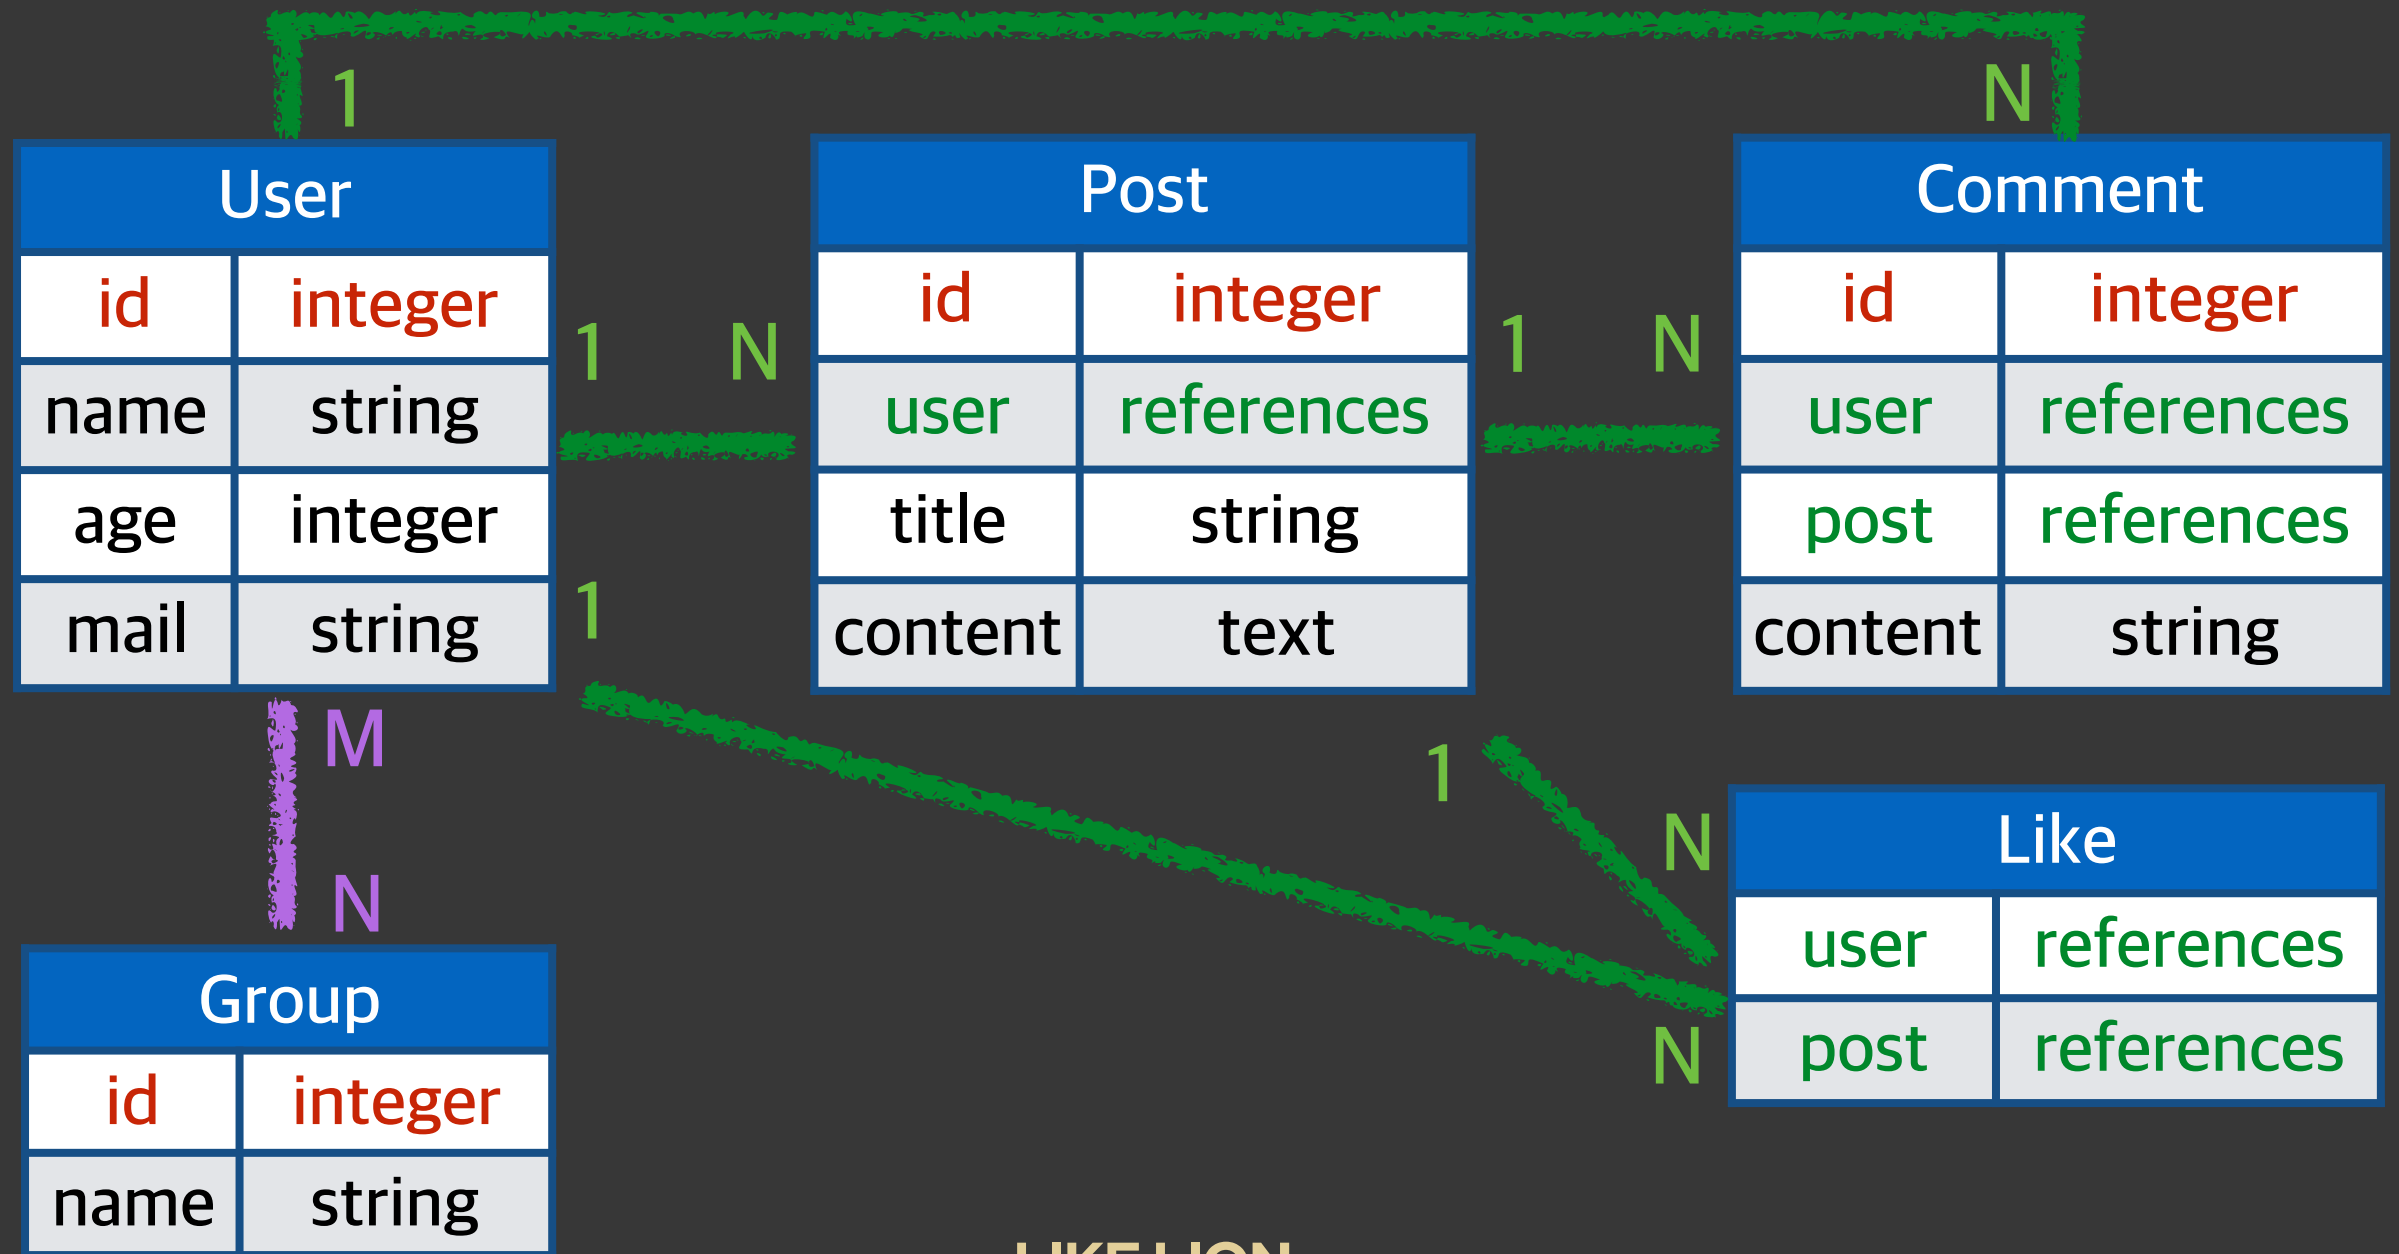 1
N
User
id integer
name string
age integer
mail string
1 N
Post
id integer
user references
title string
content text
1 N
Comment
id integer
user references
post references
content string
1
1
N
N
Like
user references
post references
M
N
Group
id integer
name string
LIKE LION